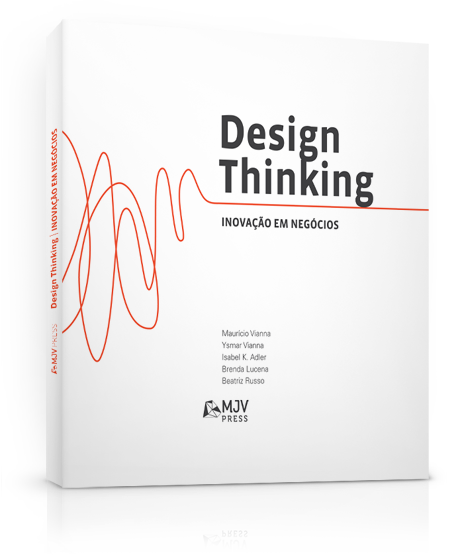 Design
Thinking
INOVAÇÃO EM NEGÓCIOS
Maurício Vianna
Ysmar Vianna
Isabel K. Adler
Brenda Lucena
Beatriz Russo
MJV
PRESS
Design Thinking | INOVAÇÃO EM NEGÓCIOS
MJV PRESS